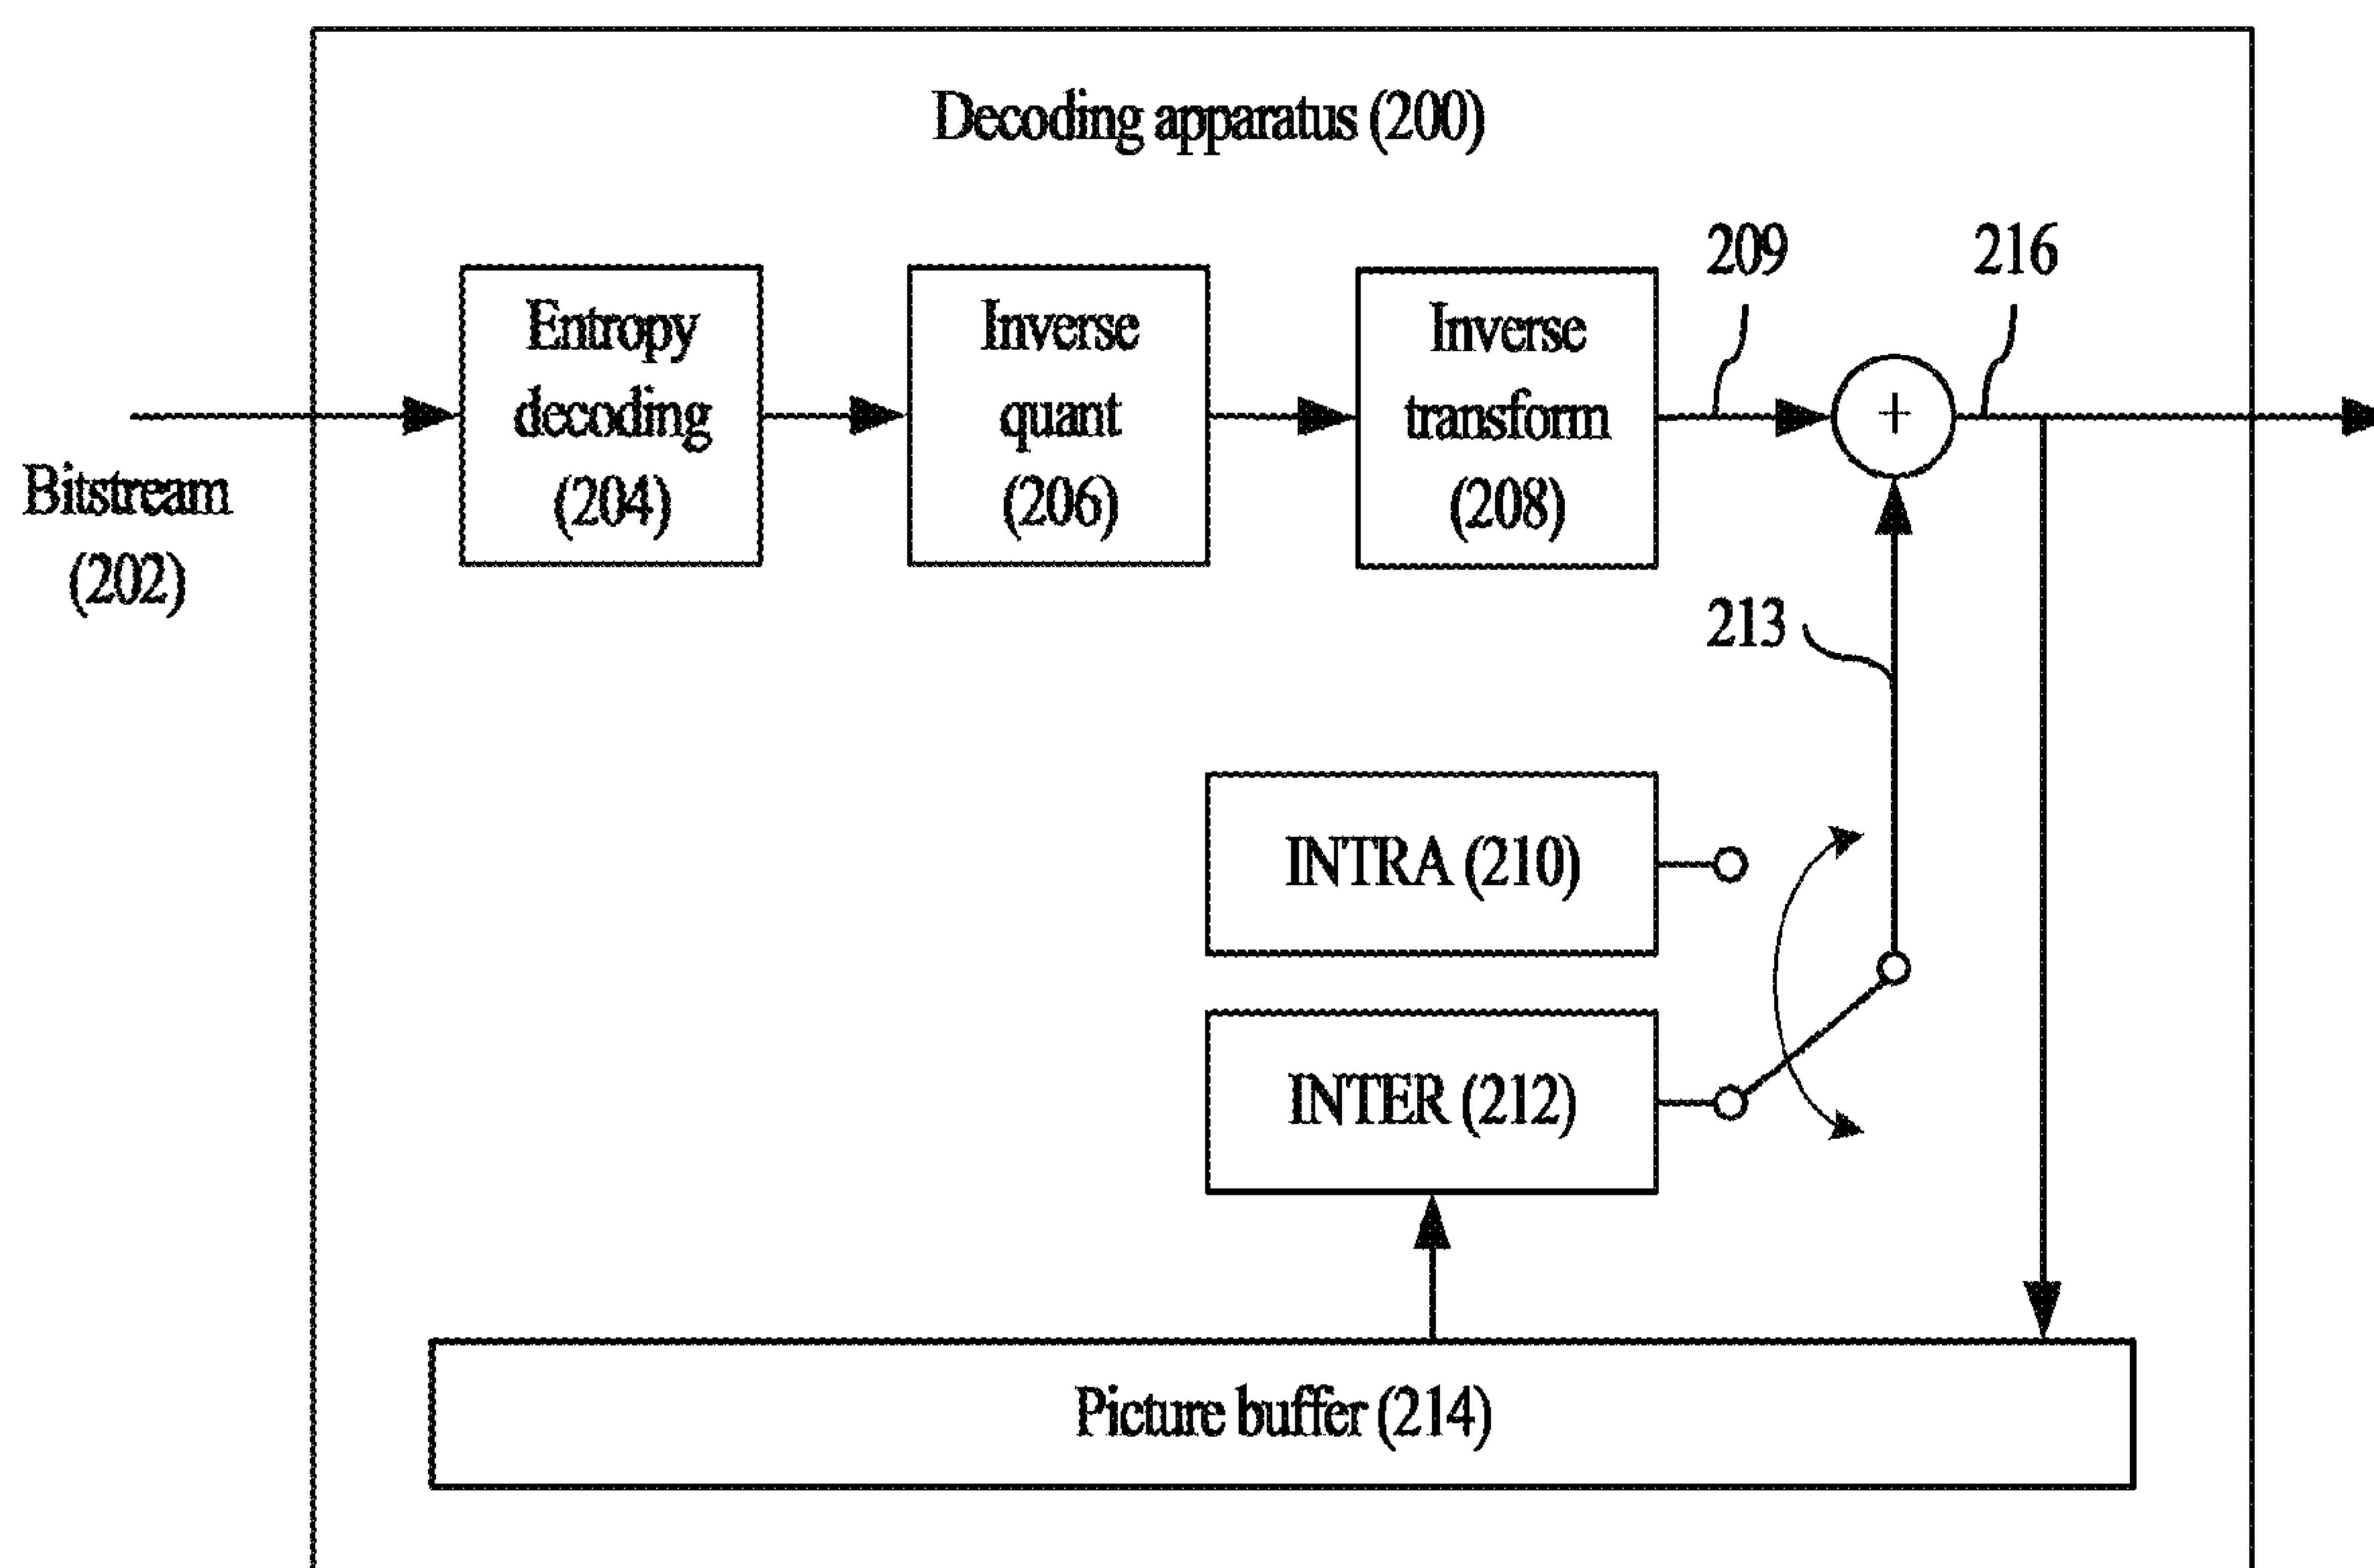 Decoding apparatus (200)
209
216
Entropy
decoding
(204)
Inverse
quant
(206)
Inverse
transform
(208)
+
Bitstream
(202)
213
INTRA (210)
INTER (212)
Picture buffer (214)